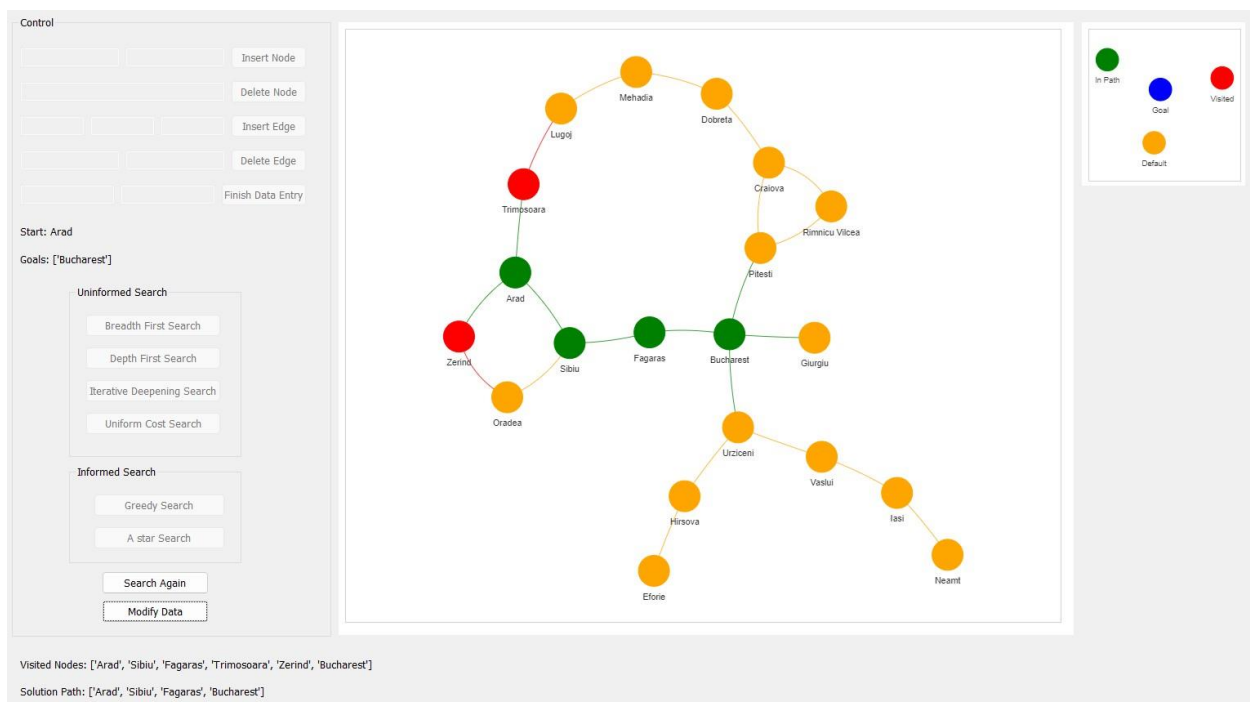 Control
Insert Node
Delete Node
Insert Edge
Delete Edge
Finish Data Entry
Start: Arad
Goals: ['Bucharest']
Uninformed Search
Breadth First Search
Depth First Search
Iterative Deepening Search
Uniform Cost Search
Informed Search
Greedy Search
A star Search
Search Again
Modify Data
Mehadia
Dobreta
Lugoj
Craiova
Trimosoara
Rimnicu Vilcea
Pitesti
Arad
Fagaras
Bucharest
Giurgiu
Zerind
Sibiu
Oradea
Urziceni
Vaslui
Hirsova
Iasi
Neamt
Eforie
In Path
Visited
Goal
Default
Visited Nodes: ['Arad', 'Sibiu', 'Fagaras', 'Trimosoara', 'Zerind', 'Bucharest']
Solution Path: ['Arad', 'Sibiu', 'Fagaras', 'Bucharest']